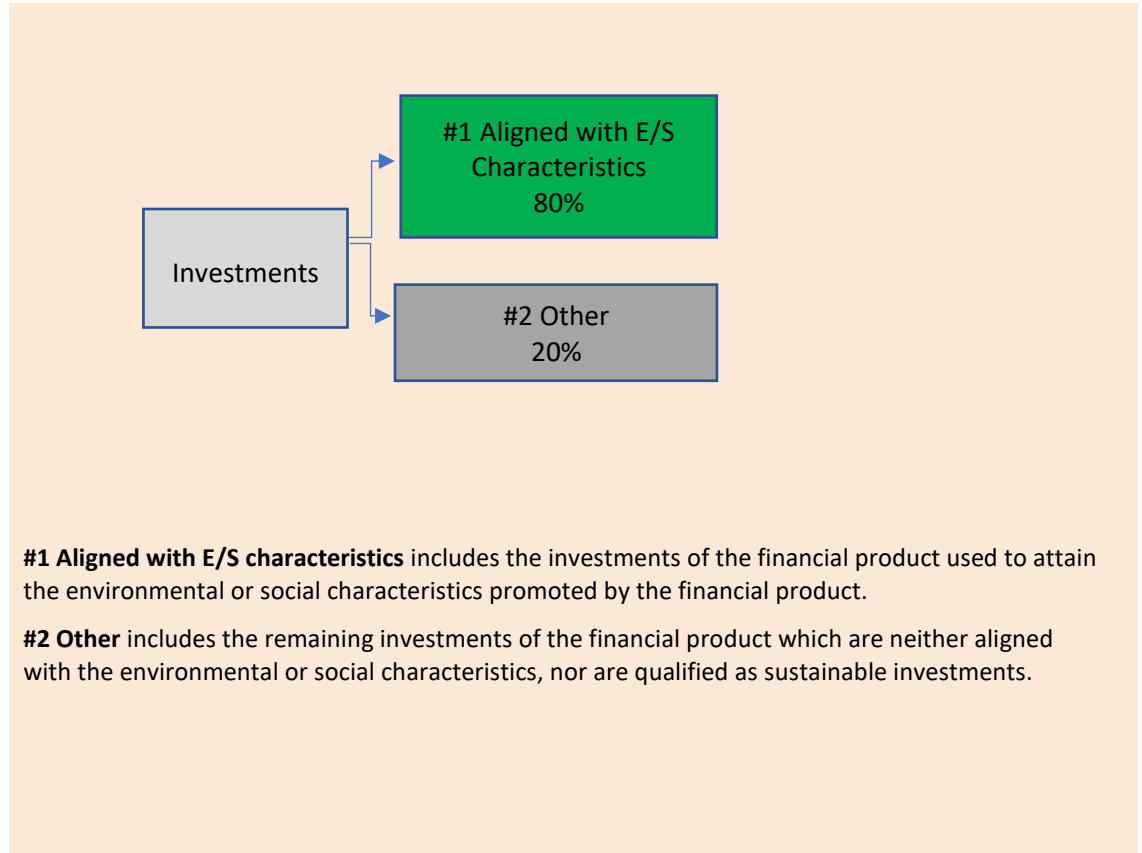 #1 Aligned with E/S
Characteristics
80%
Investments
#2 Other
20%
#1 Aligned with E/S characteristics includes the investments of the financial product used to attain
the environmental or social characteristics promoted by the financial product.
#2 Other includes the remaining investments of the financial product which are neither aligned
with the environmental or social characteristics, nor are qualified as sustainable investments.